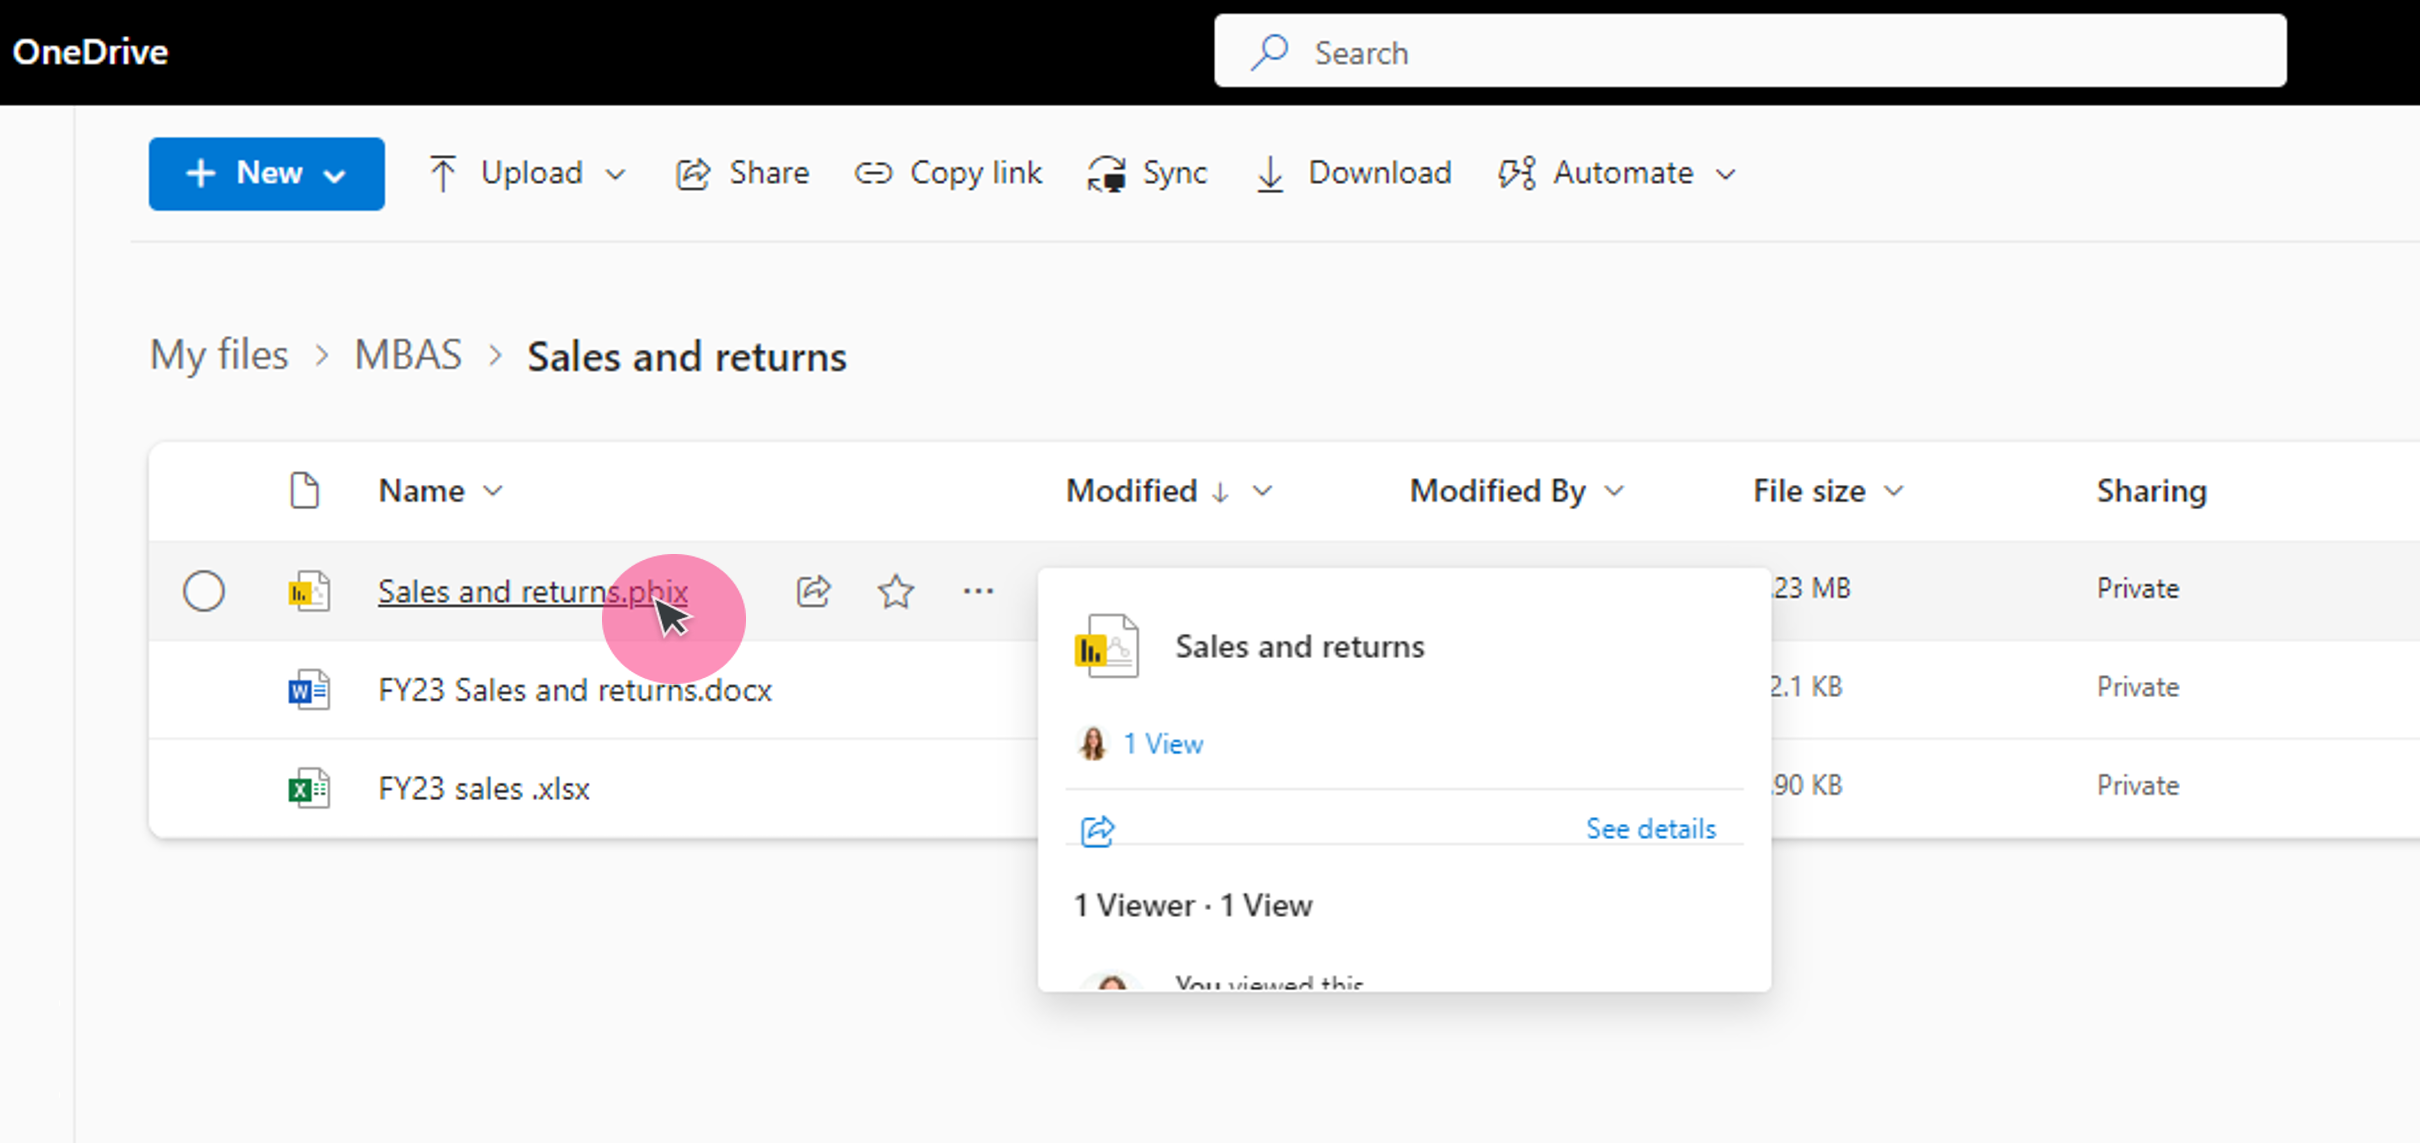 OneDrive
Search
New
Upload
Share
Copy link
Sync
Download
Automate
My files > MBAS > Sales and returns
Name
Modified
Modified By
File size
Sharing
Sales and returns.pbix
.23 MB
Private
FY23 Sales and returns.docx
2.1 KB
Private
FY23 sales .xlsx
.90 KB
Private
Sales and returns
1 View
See details
1 Viewer · 1 View
You viewed this